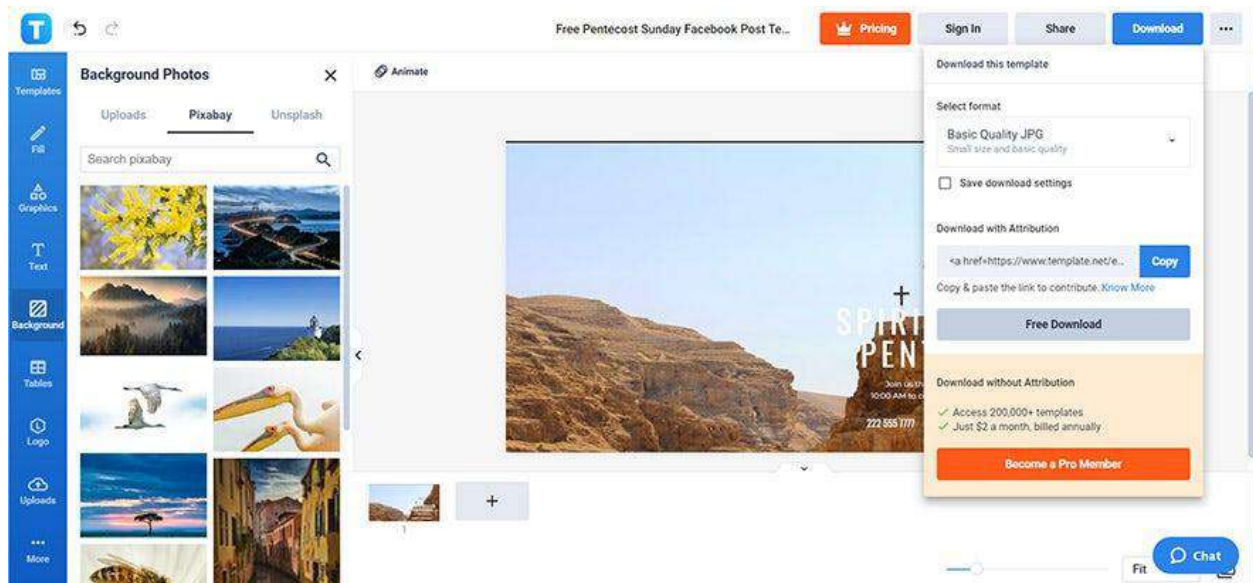 T
Free Pentecost Sunday Facebook Post Te...
Pricing
Sign In
Share
Download
Templates
Fill
Graphics
T
Text
Background
Tables
Logo
Uploads
More
Background Photos
Uploads Pixabay Unsplash
Search pixabay
Animate
Join us
10:00 AM to
222 555 7777
1
Download this template
Select format
Basic Quality JPG
Small size and basic quality
Save download settings
Download with Attribution
<a href=https://www.template.net/e...
Copy
Copy & paste the link to contribute. Know More
Free Download
Download without Attribution
Access 200,000+ templates
Just $2 a month, billed annually
Become a Pro Member
Fit
Chat